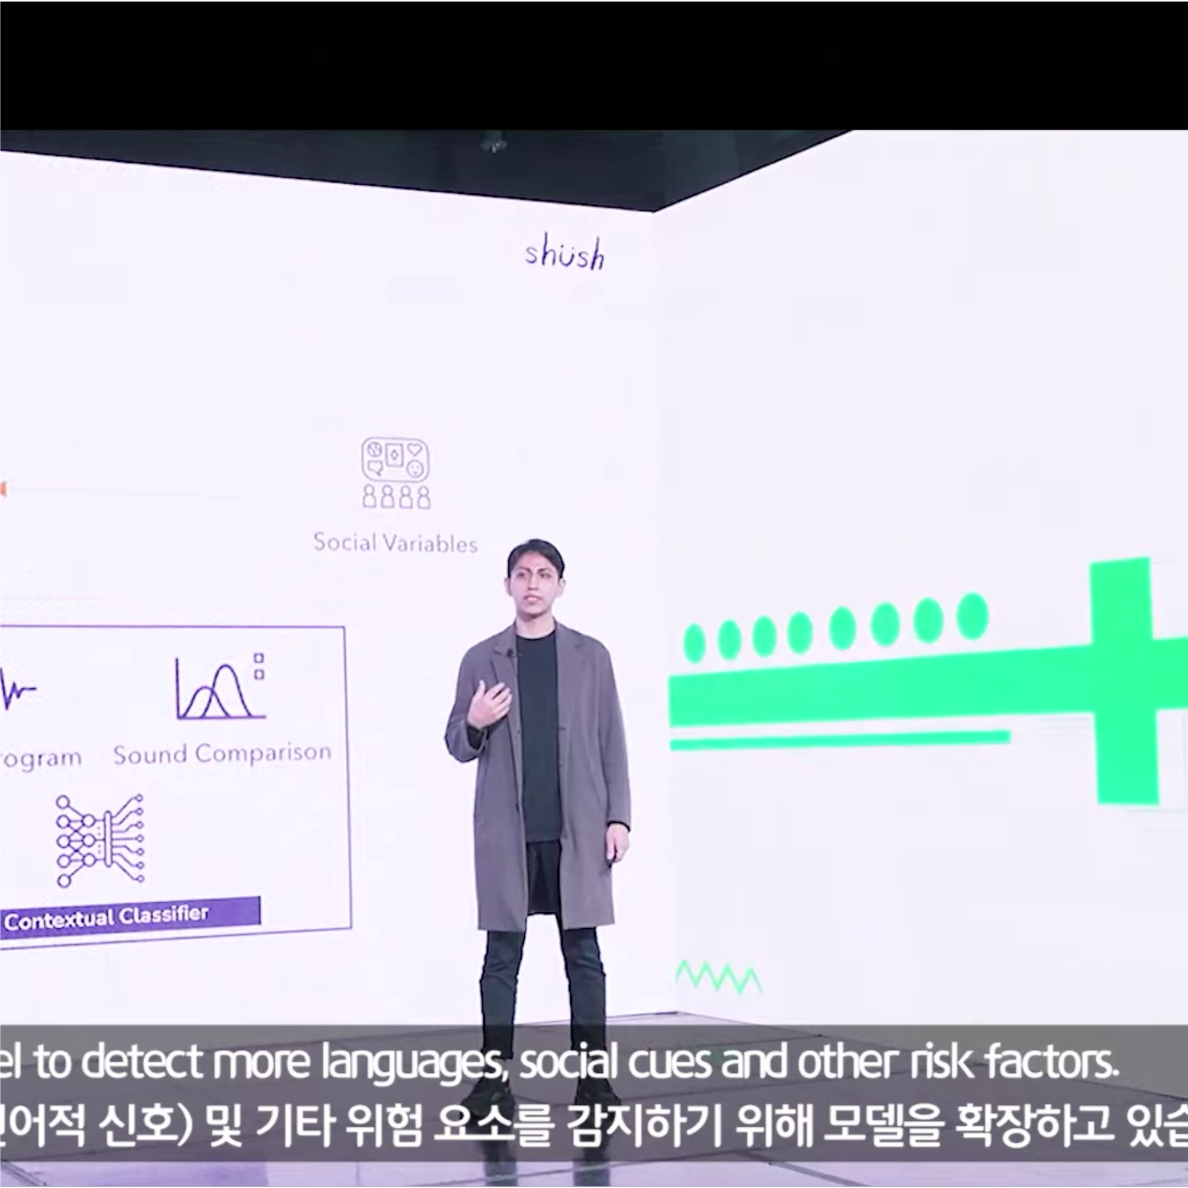 shüsh
Social Variables
ogram Sound Comparison
Contextual Classifier
el to detect more languages, social cues and other risk factors.
언어적 신호) 및 기타 위험 요소를 감지하기 위해 모델을 확장하고 있습